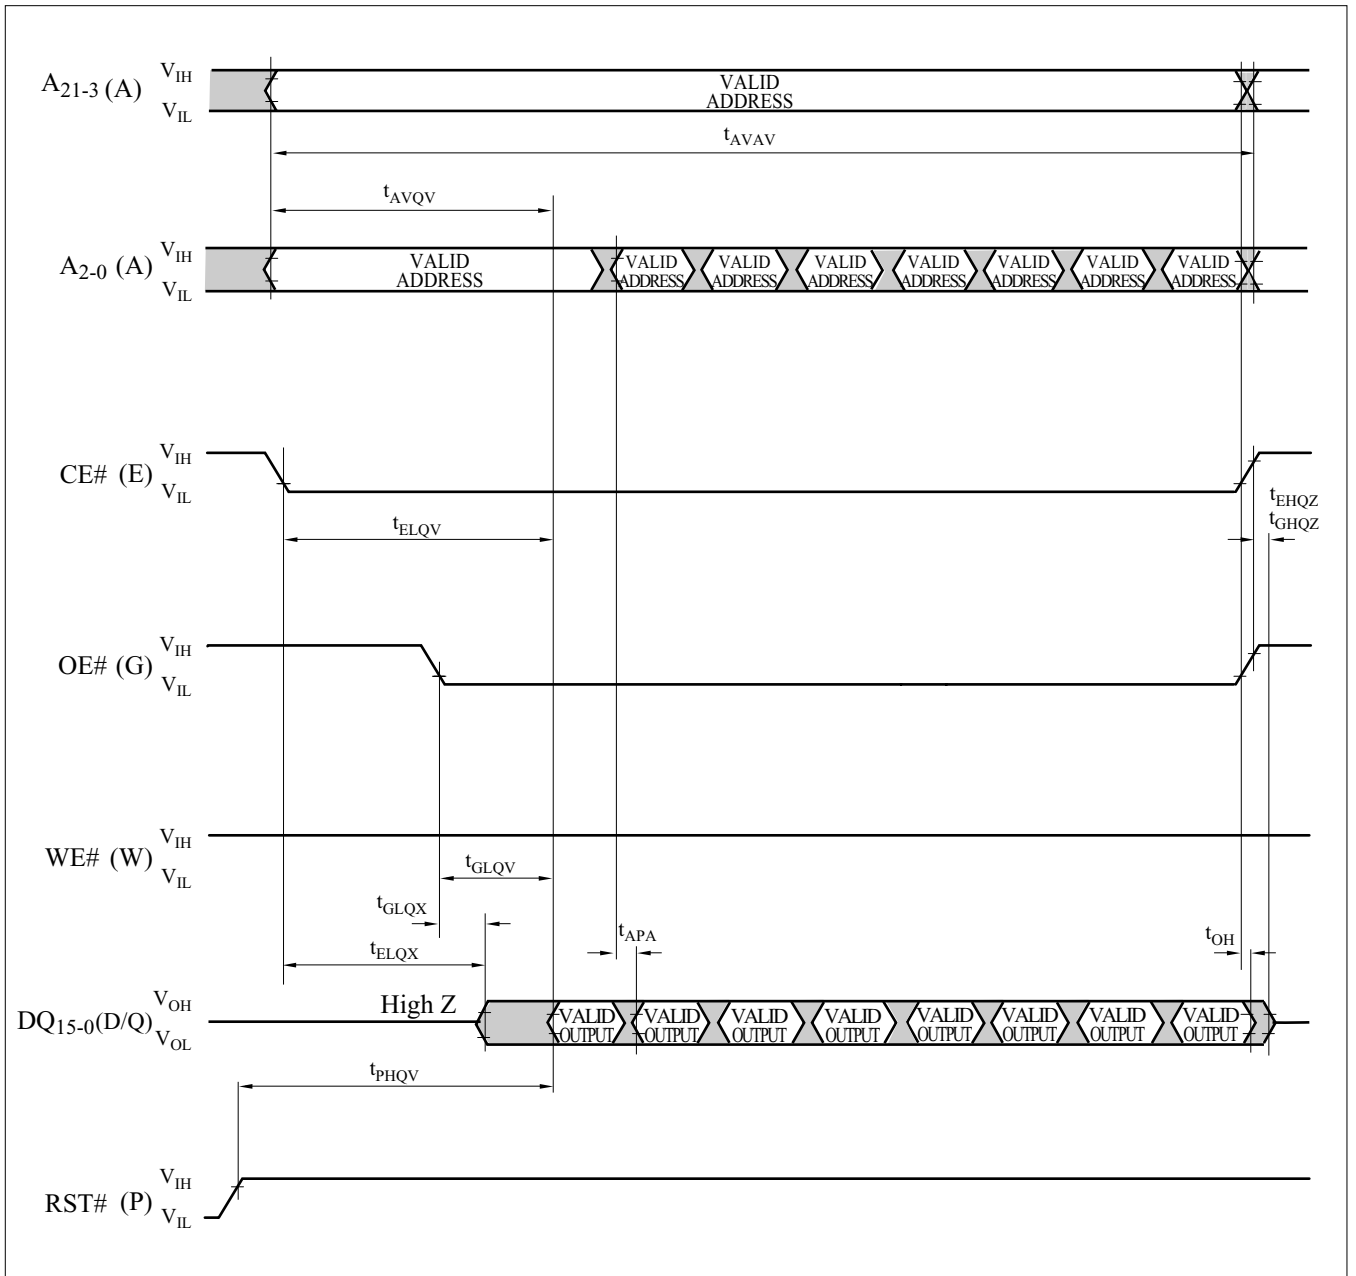 A21-3 (A) VIH VIL VALID ADDRESS
tAVAV
tAVQV
A2-0 (A) VIH VIL VALID ADDRESS VALID ADDRESS VALID ADDRESS VALID ADDRESS VALID ADDRESS VALID ADDRESS VALID ADDRESS VALID ADDRESS
CE# (E) VIH VIL
tEHQZ
tGHQZ
tELQV
OE# (G) VIH VIL
WE# (W) VIH VIL
tGLQV
tGLQX
tAPA
tOH
tELQX
DQ15-0(D/Q) VOH VOL High Z VALID OUTPUT VALID OUTPUT VALID OUTPUT VALID OUTPUT VALID OUTPUT VALID OUTPUT VALID OUTPUT VALID OUTPUT
tPHQV
RST# (P) VIH VIL